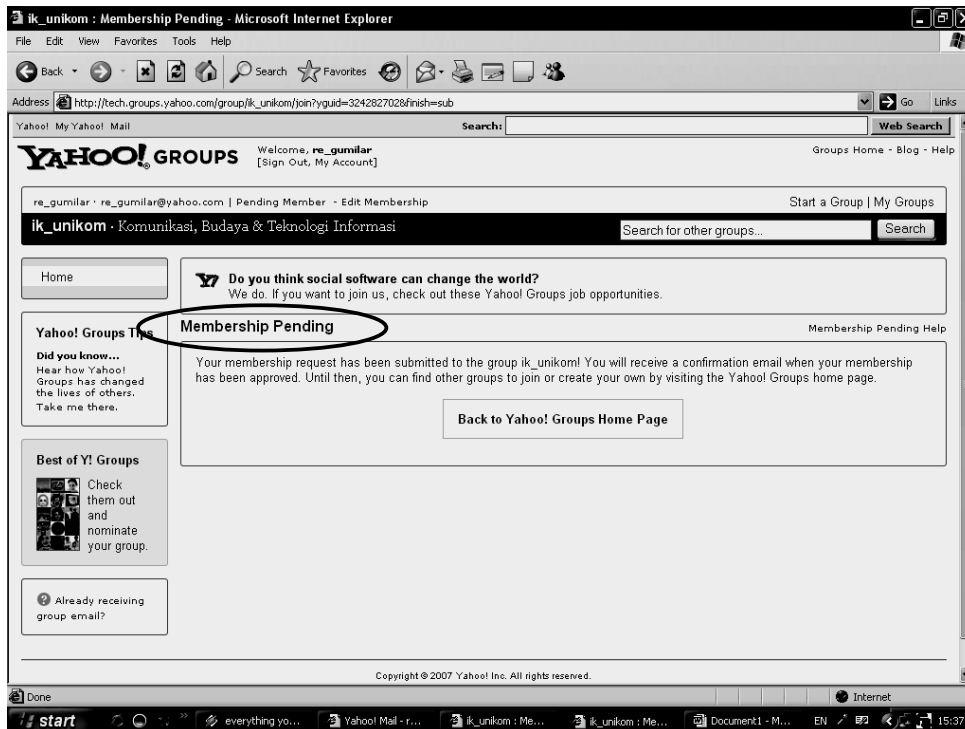 ik_unikom : Membership Pending - Microsoft Internet Explorer
File Edit View Favorites Tools Help
Back Search Favorites
Address http://tech.groups.yahoo.com/group/ik_unikom/join?yguid=324282702&finish=sub Go Links
Yahoo! My Yahoo! Mail Search: Web Search
YAHOO! GROUPS Welcome, re_gumilar
[Sign Out, My Account]
Groups Home - Blog - Help
re_gumilar · re_gumilar@yahoo.com | Pending Member - Edit Membership Start a Group | My Groups
ik_unikom · Komunikasi, Budaya & Teknologi Informasi Search for other groups... Search
Home
Do you think social software can change the world?
We do. If you want to join us, check out these Yahoo! Groups job opportunities.
Membership Pending Membership Pending Help
Yahoo! Groups Tips
Did you know...
Hear how Yahoo!
Groups has changed
the lives of others.
Take me there.
Your membership request has been submitted to the group ik_unikom! You will receive a confirmation email when your membership
has been approved. Until then, you can find other groups to join or create your own by visiting the Yahoo! Groups home page.
Back to Yahoo! Groups Home Page
Best of Y! Groups
Check
them out
and
nominate
your group.
Already receiving
group email?
Copyright © 2007 Yahoo! Inc. All rights reserved.
Done Internet
start everything yo... Yahoo! Mail - r... ik_unikom : Me... ik_unikom : Me... Document1 - M... EN 15:37